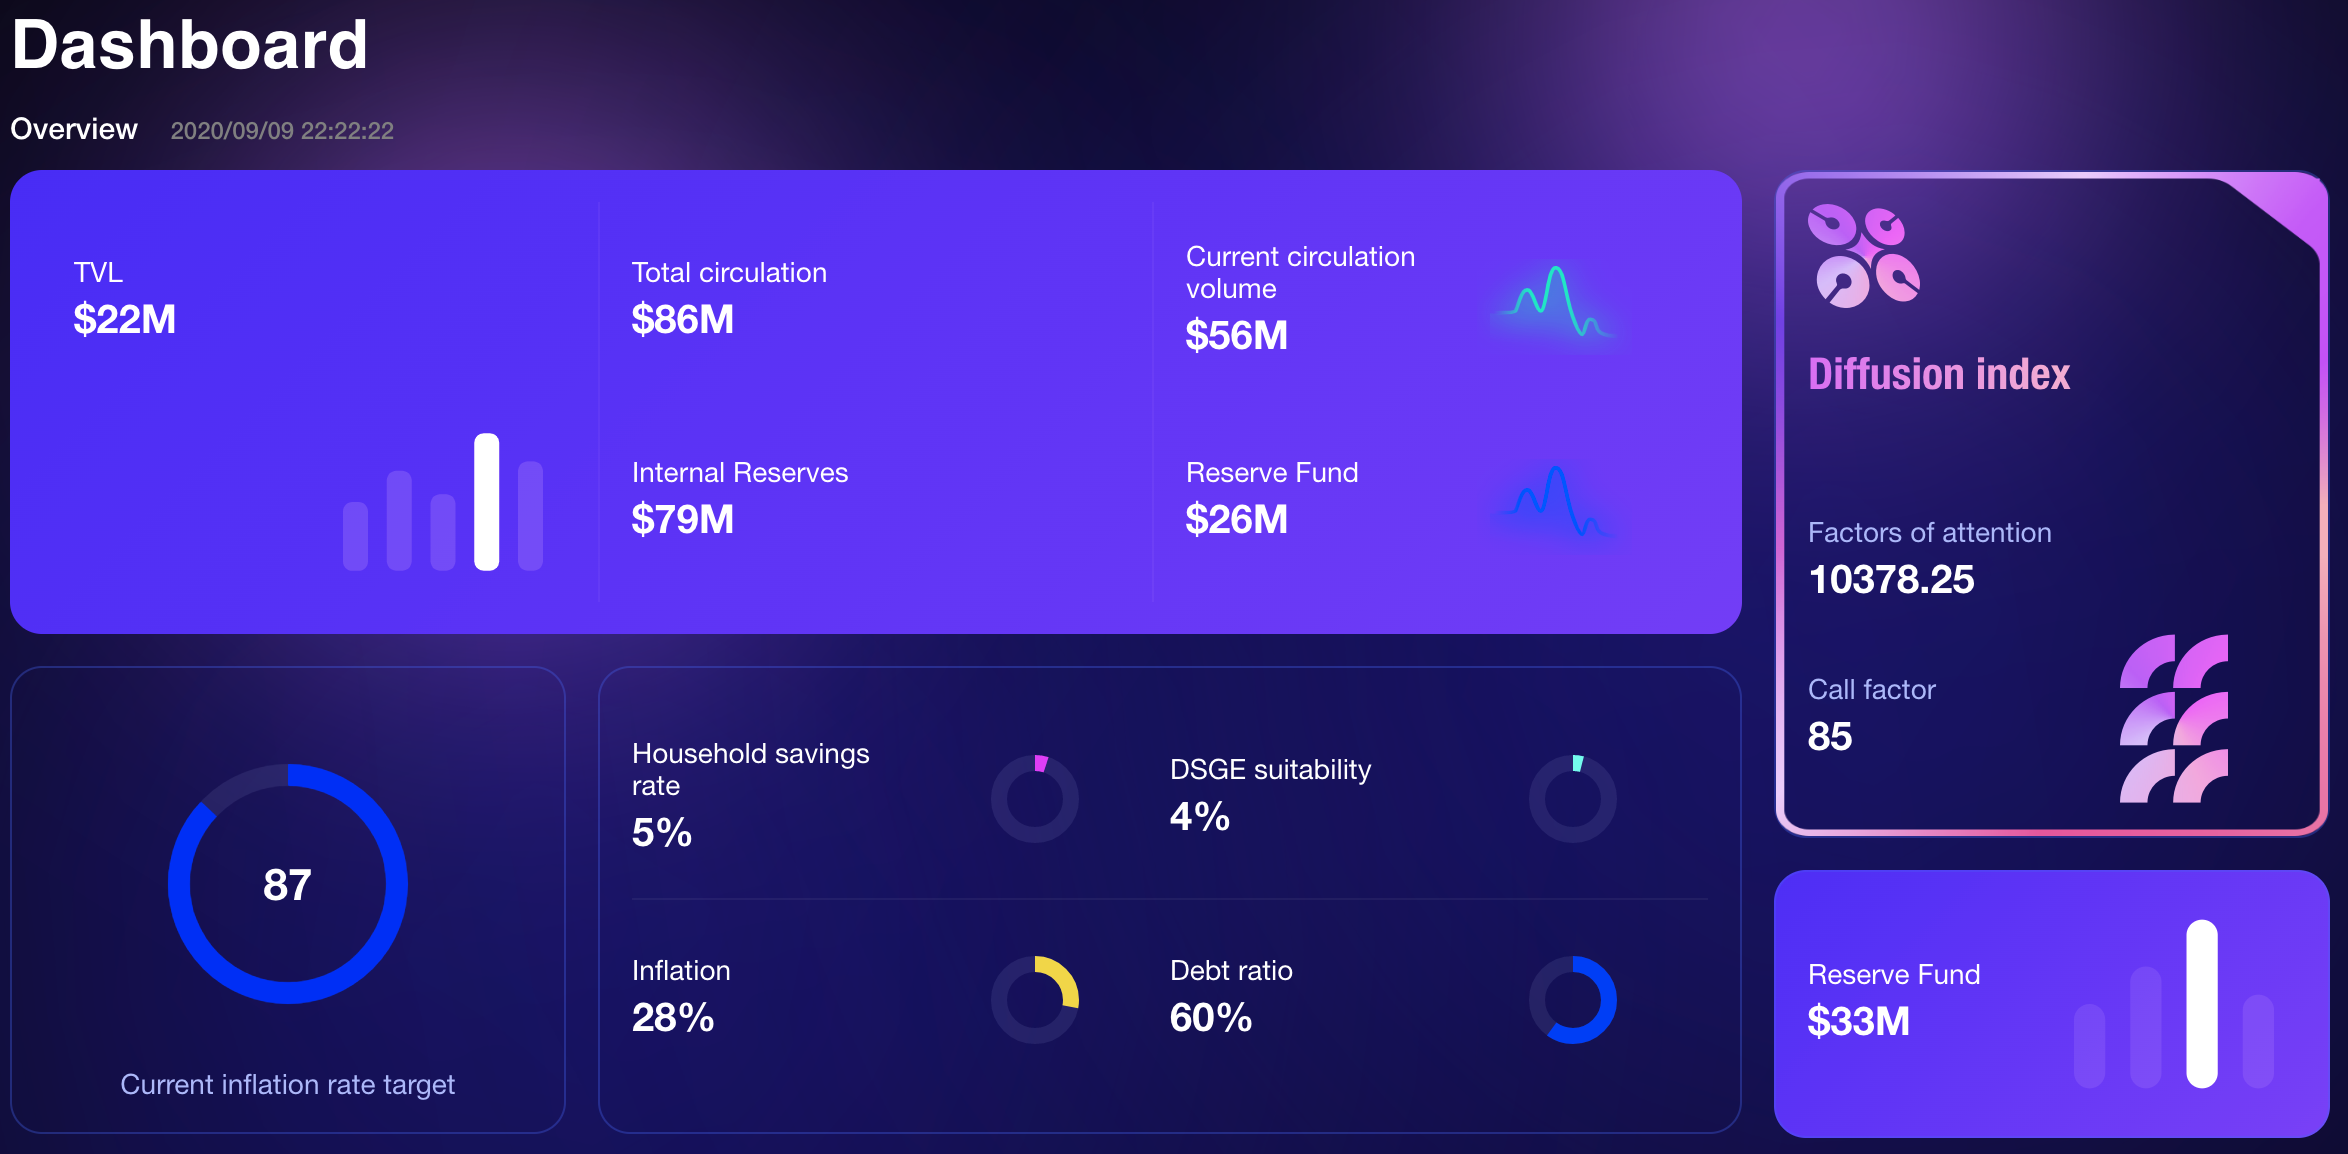 Dashboard
Overview 2020/09/09 22:22:22
TVL
$22M
Total circulation
$86M
Current circulation
volume
$56M
Internal Reserves
$79M
Reserve Fund
$26M
Diffusion index
Factors of attention
10378.25
Call factor
85
87
Current inflation rate target
Household savings
rate
5%
DSGE suitability
4%
Inflation
28%
Debt ratio
60%
Reserve Fund
$33M